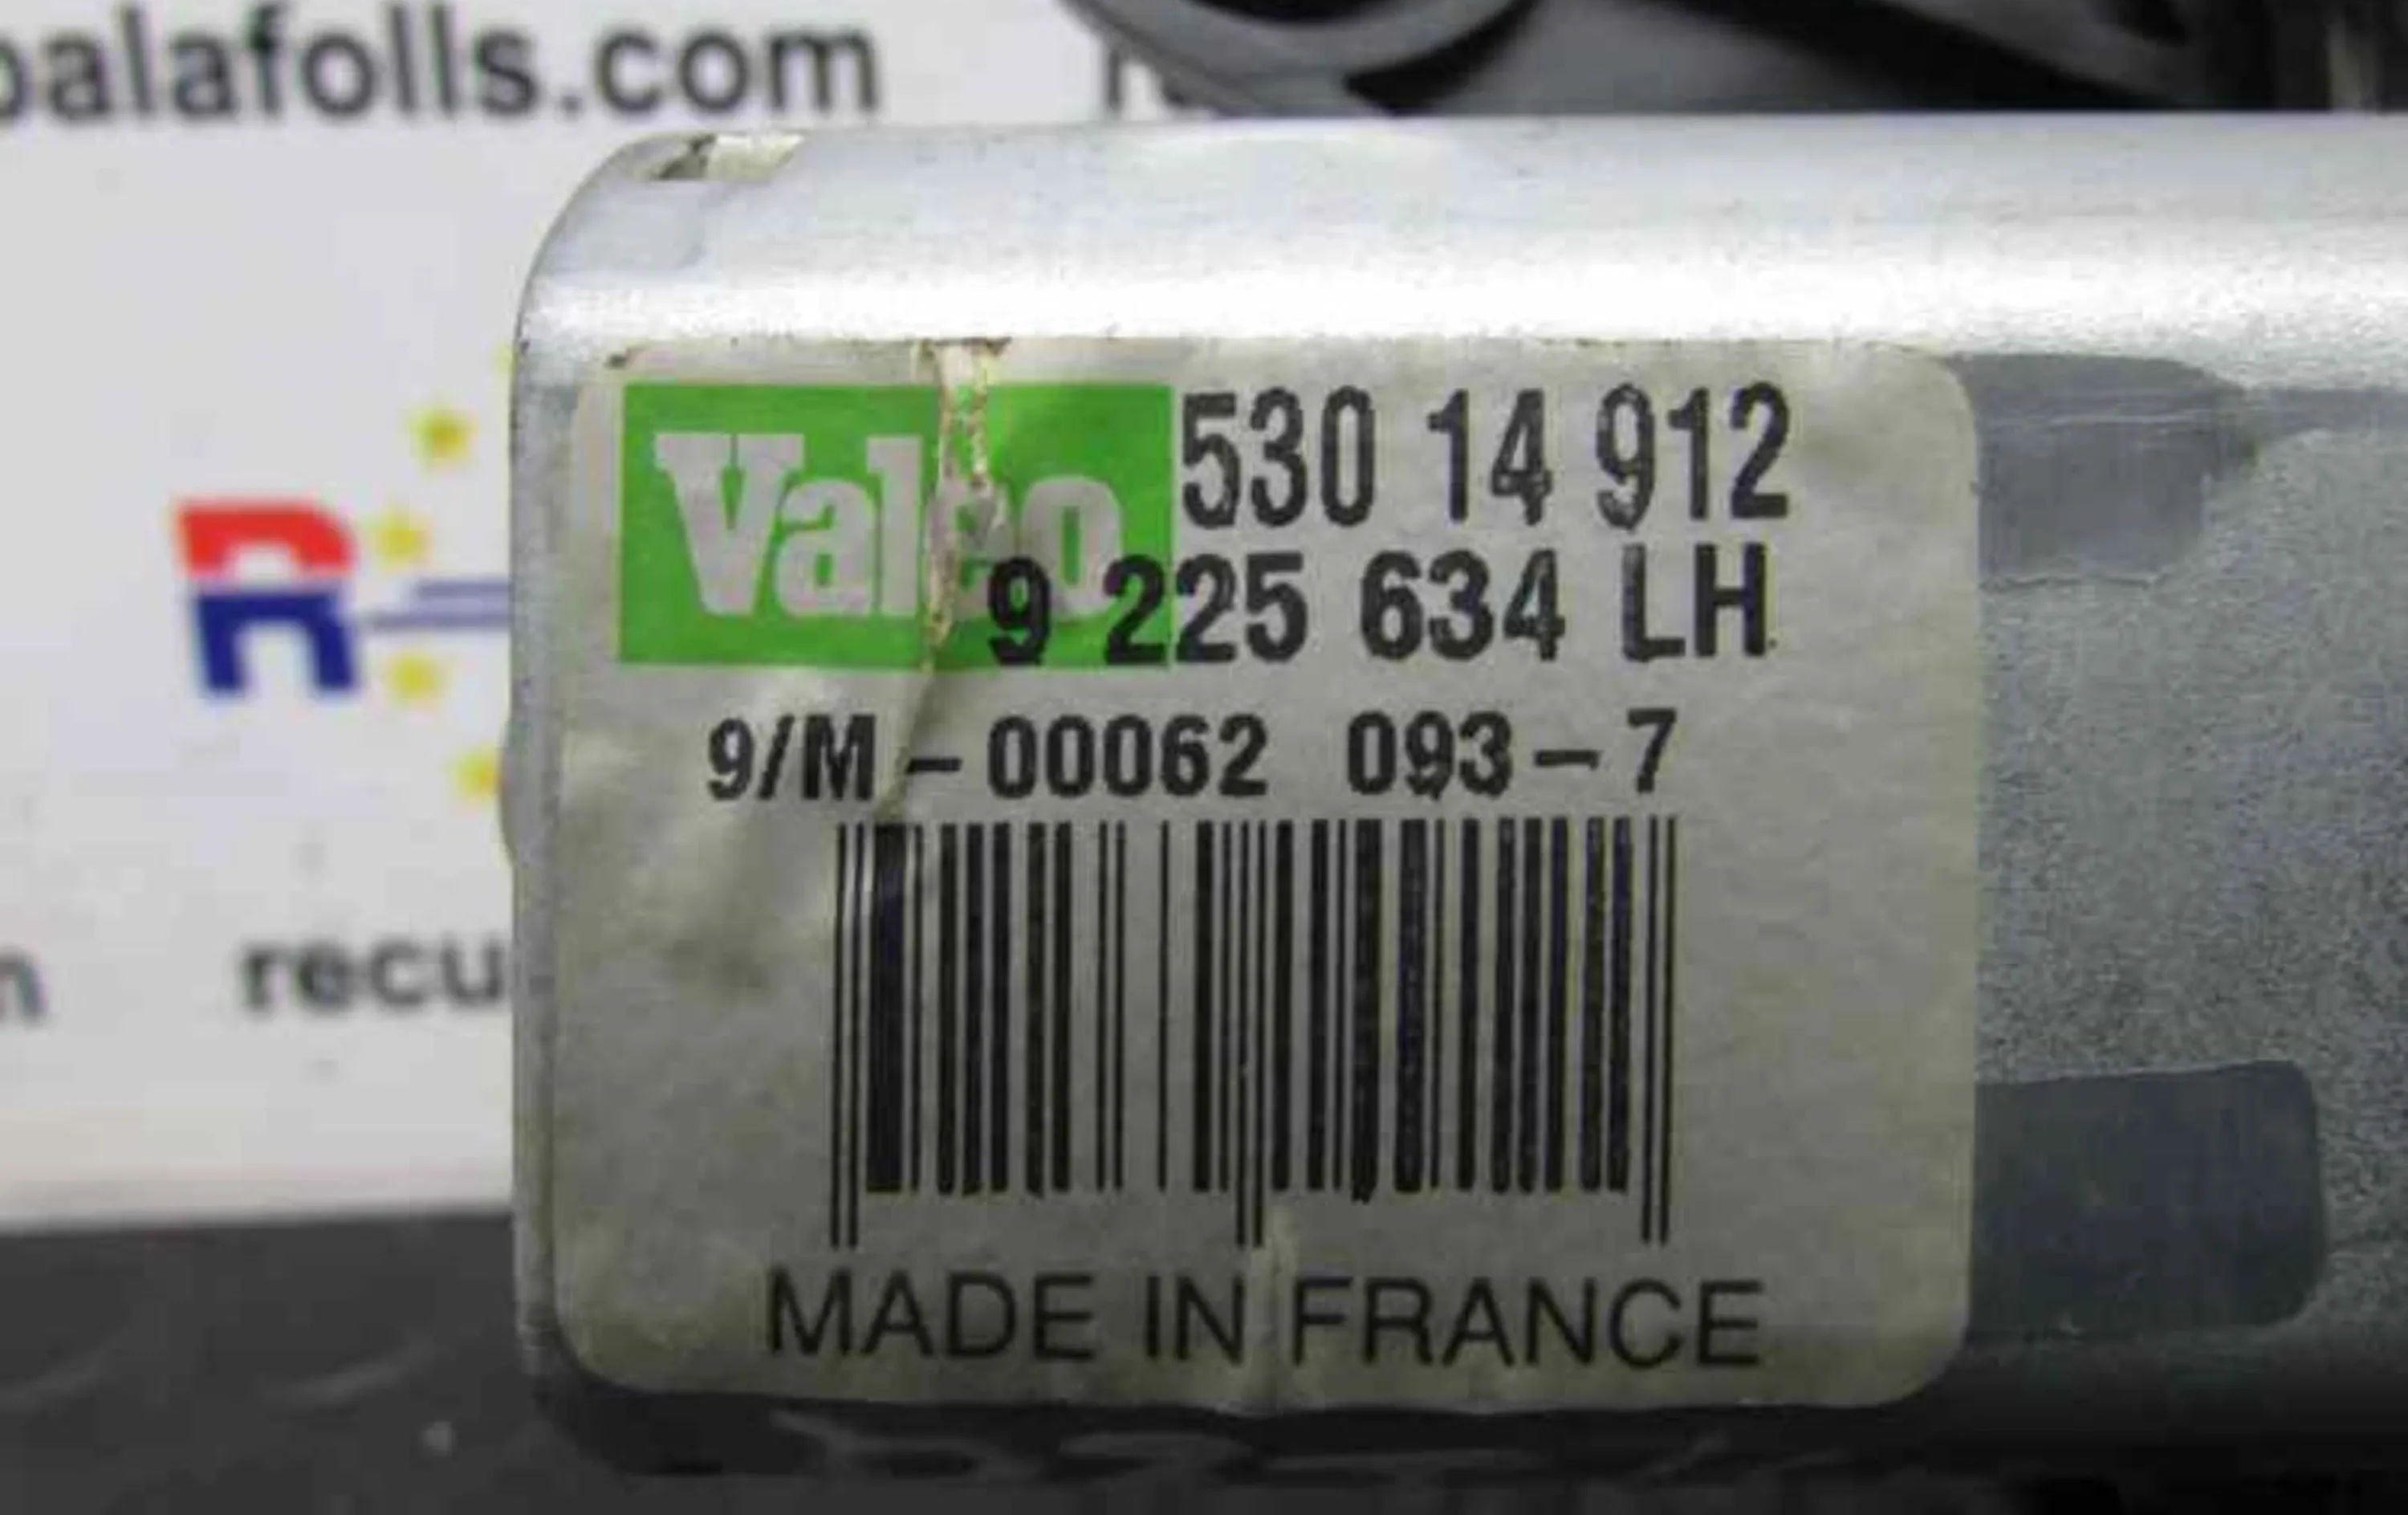 palafolls.com
Valeo 530 14 912
9 225 634 LH
9/M - 00062 093 - 7
recu
MADE IN FRANCE